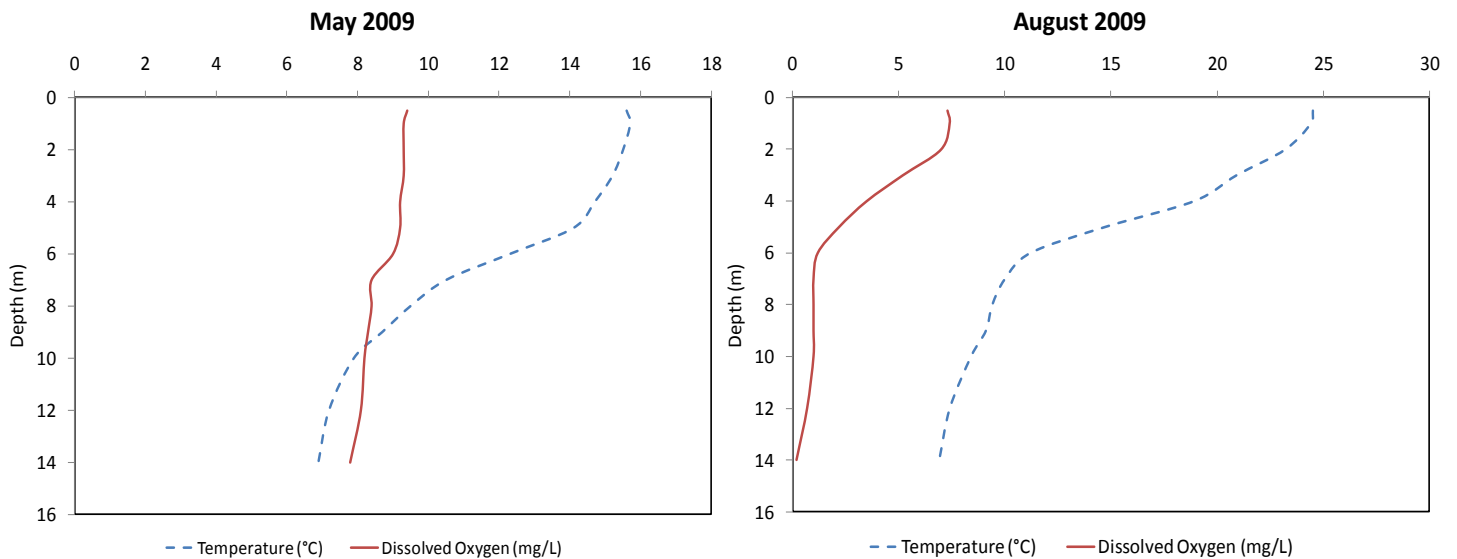 May 2009
0 2 4 6 8 10 12 14 16 18
0
2
4
6
8
10
12
14
16
Depth (m)
Temperature (°C) Dissolved Oxygen (mg/L)
August 2009
0 5 10 15 20 25 30
0
2
4
6
8
10
12
14
16
Depth (m)
Temperature (°C) Dissolved Oxygen (mg/L)